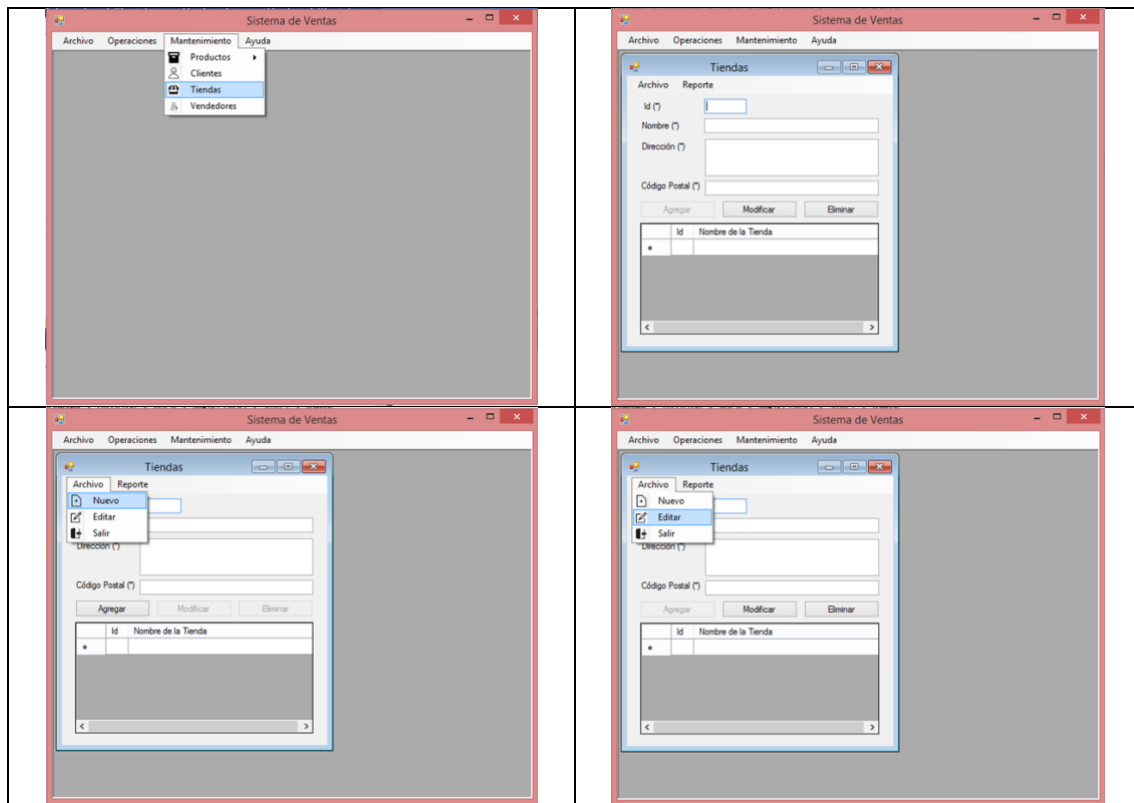 Sistema de Ventas
Archivo Operaciones Mantenimiento Ayuda
Productos
Clientes
Tiendas
Vendedores
Sistema de Ventas
Archivo Operaciones Mantenimiento Ayuda
Tiendas
Archivo Reporte
Id (*)
Nombre (*)
Dirección (*)
Código Postal (*)
Agregar Modificar Eliminar
Id Nombre de la Tienda
Sistema de Ventas
Archivo Operaciones Mantenimiento Ayuda
Tiendas
Archivo Reporte
Nuevo
Editar
Salir
Dirección (*)
Código Postal (*)
Agregar Modificar Eliminar
Id Nombre de la Tienda
Sistema de Ventas
Archivo Operaciones Mantenimiento Ayuda
Tiendas
Archivo Reporte
Nuevo
Editar
Salir
Dirección (*)
Código Postal (*)
Agregar Modificar Eliminar
Id Nombre de la Tienda